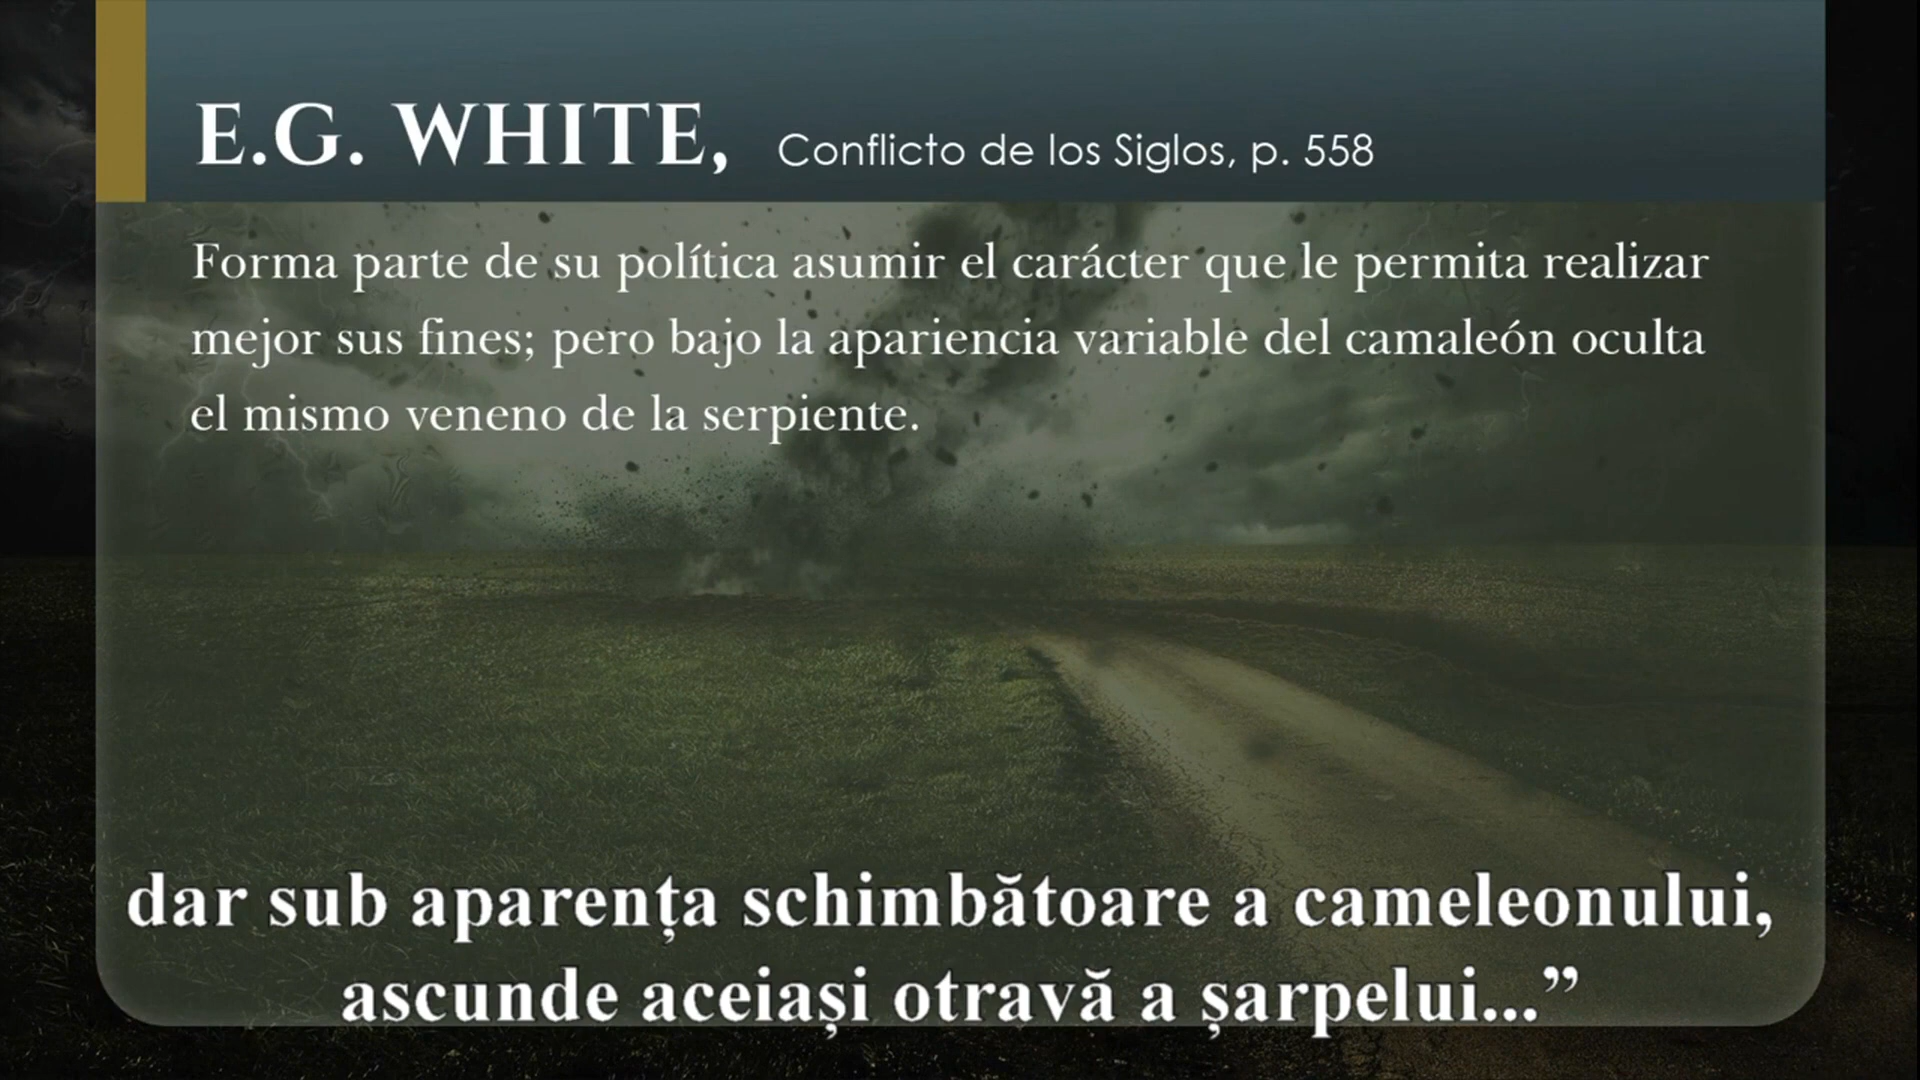 E.G. WHITE, Conflicto de los Siglos, p. 558
Forma parte de su política asumir el carácter que le permita realizar
mejor sus fines; pero bajo la apariencia variable del camaleón oculta
el mismo veneno de la serpiente.
dar sub aparența schimbătoare a cameleonului,
ascunde aceiași otravă a șarpelui...”